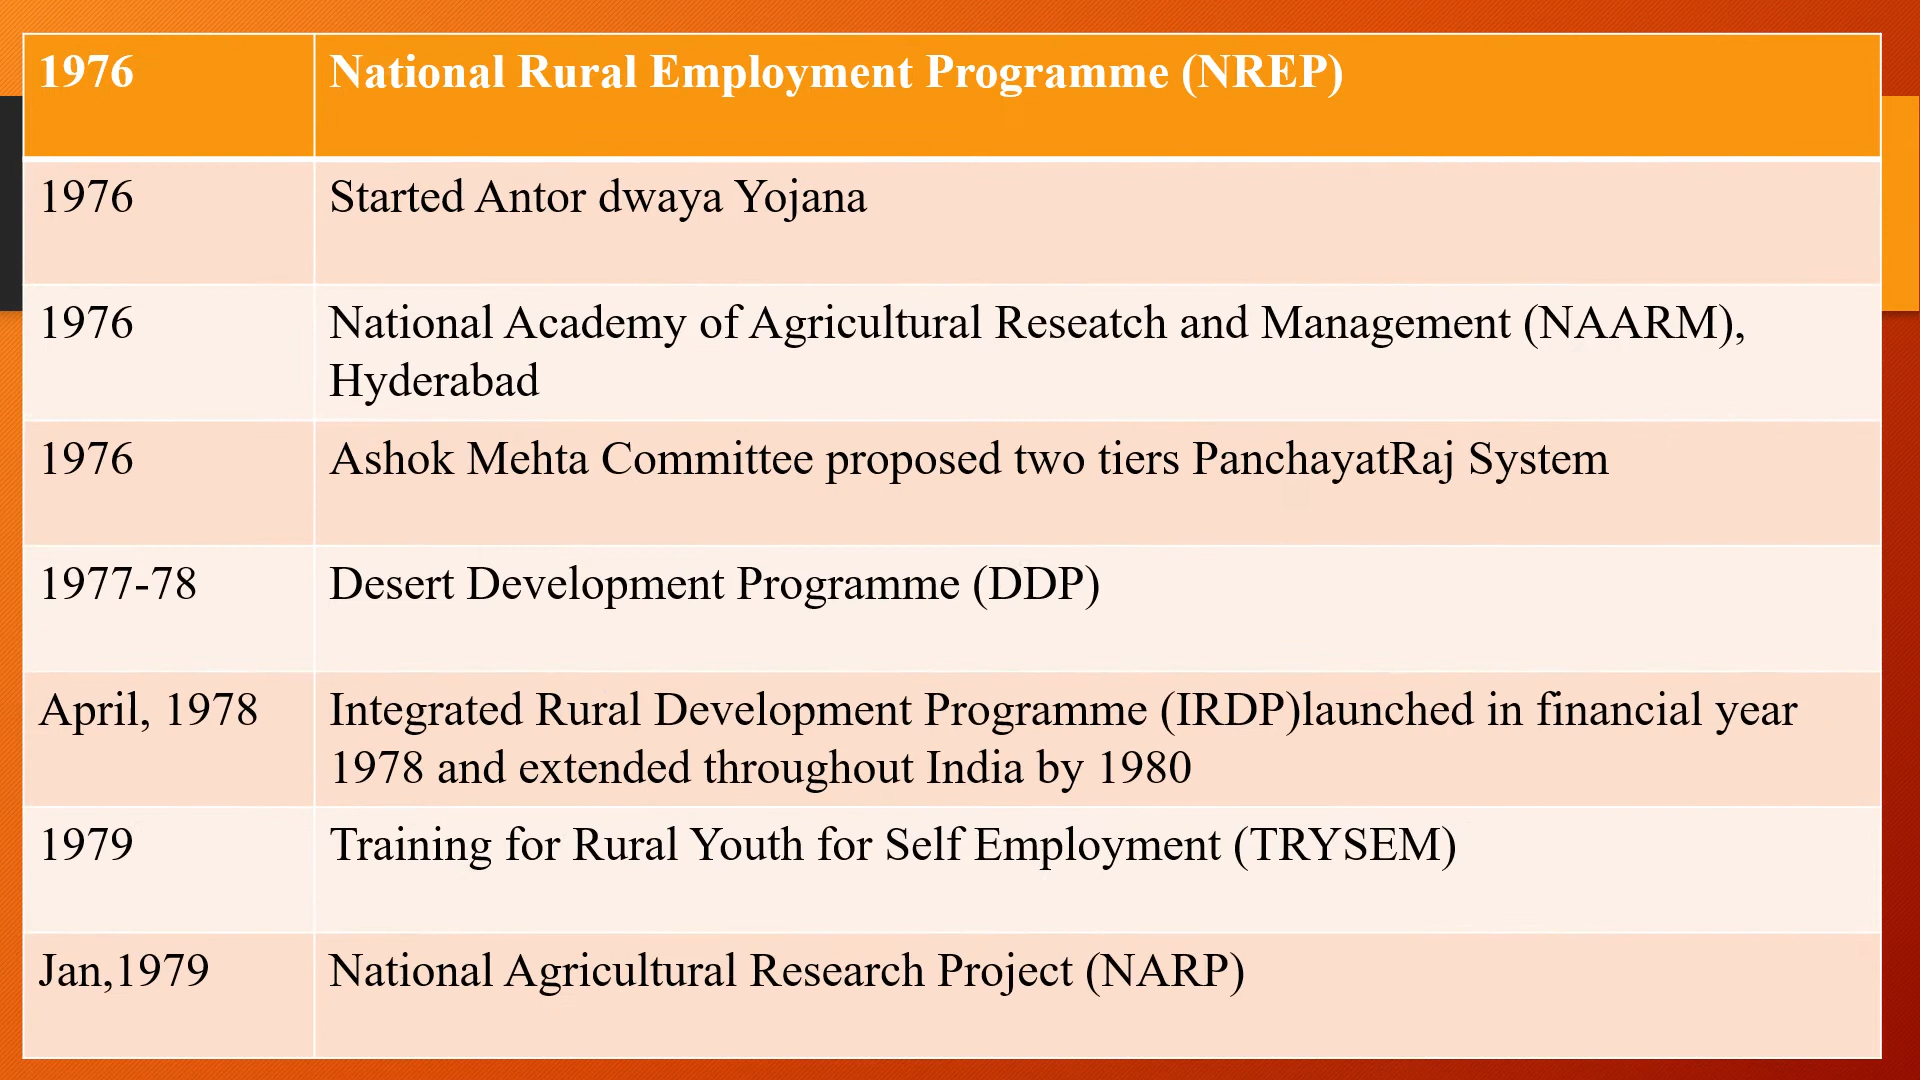 1976 National Rural Employment Programme (NREP)
1976 Started Antor dwaya Yojana
1976 National Academy of Agricultural Reseatch and Management (NAARM),
Hyderabad
1976 Ashok Mehta Committee proposed two tiers PanchayatRaj System
1977-78 Desert Development Programme (DDP)
April, 1978 Integrated Rural Development Programme (IRDP)launched in financial year
1978 and extended throughout India by 1980
1979 Training for Rural Youth for Self Employment (TRYSEM)
Jan,1979 National Agricultural Research Project (NARP)